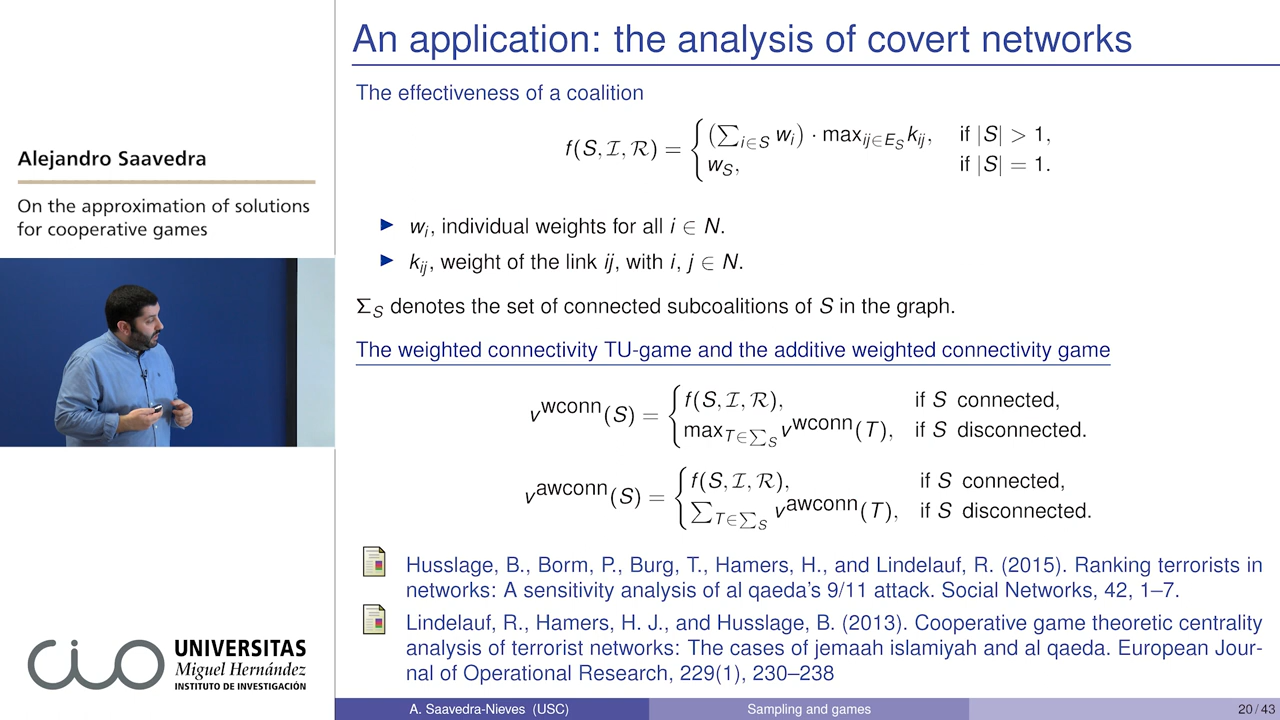 Alejandro Saavedra
On the approximation of solutions
for cooperative games
CIO
UNIVERSITAS
Miguel Hernández
INSTITUTO DE INVESTIGACIÓN
An application: the analysis of covert networks
The effectiveness of a coalition
f(S, ℐ, ℛ) = { (∑_{i∈S} w_i) · max_{ij∈E_S} k_{ij}, if |S| > 1,
w_S, if |S| = 1.
▶ w_i, individual weights for all i ∈ N.
▶ k_{ij}, weight of the link ij, with i, j ∈ N.
Σ_S denotes the set of connected subcoalitions of S in the graph.
The weighted connectivity TU-game and the additive weighted connectivity game
v^{wconn}(S) = { f(S, ℐ, ℛ), if S connected,
max_{T∈∑_S} v^{wconn}(T), if S disconnected.
v^{awconn}(S) = { f(S, ℐ, ℛ), if S connected,
∑_{T∈∑_S} v^{awconn}(T), if S disconnected.
Husslage, B., Borm, P., Burg, T., Hamers, H., and Lindelauf, R. (2015). Ranking terrorists in
networks: A sensitivity analysis of al qaeda's 9/11 attack. Social Networks, 42, 1–7.
Lindelauf, R., Hamers, H. J., and Husslage, B. (2013). Cooperative game theoretic centrality
analysis of terrorist networks: The cases of jemaah islamiyah and al qaeda. European Jour-
nal of Operational Research, 229(1), 230–238
A. Saavedra-Nieves (USC)
Sampling and games
20 / 43